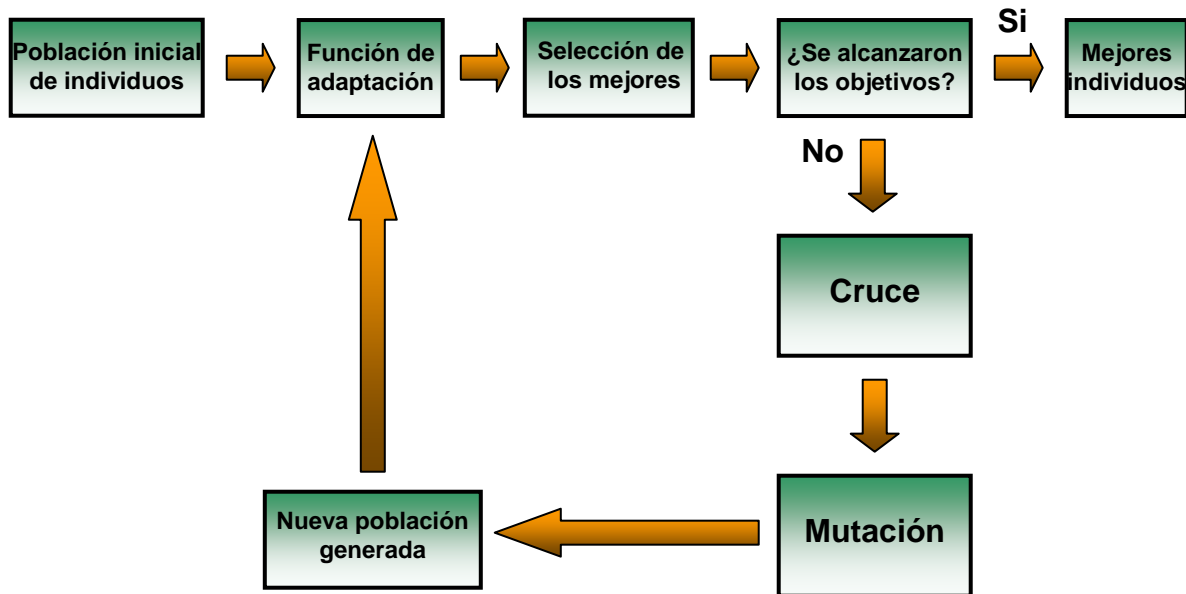 Población inicial
de individuos
Función de
adaptación
Selección de
los mejores
¿Se alcanzaron
los objetivos?
Si
Mejores
individuos
No
Cruce
Mutación
Nueva población
generada